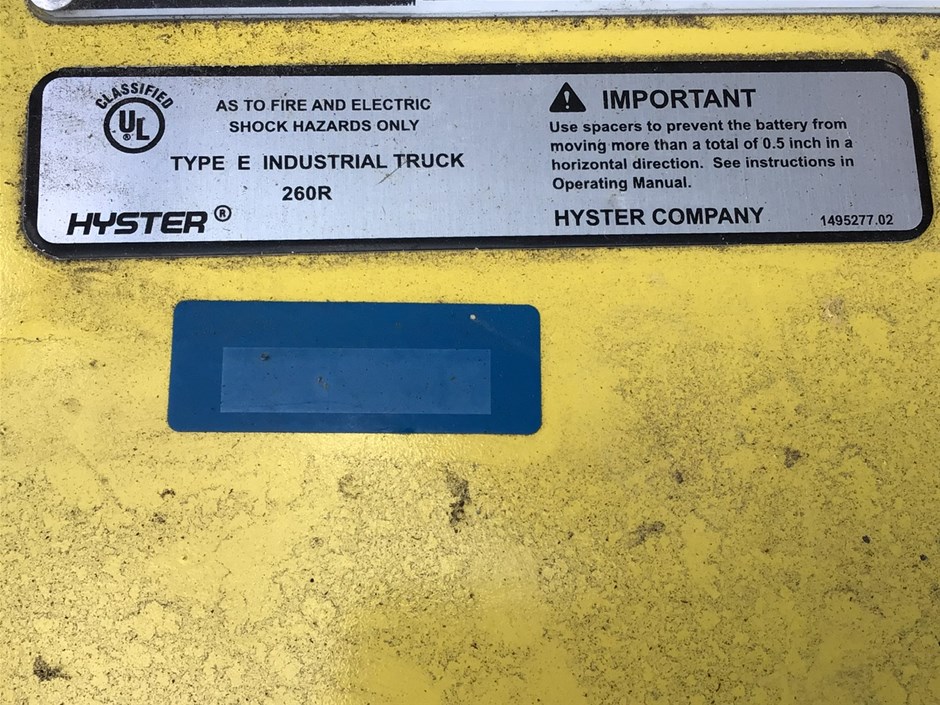 CLASSIFIED
UL
AS TO FIRE AND ELECTRIC
SHOCK HAZARDS ONLY
TYPE E INDUSTRIAL TRUCK
260R
HYSTER ®
IMPORTANT
Use spacers to prevent the battery from
moving more than a total of 0.5 inch in a
horizontal direction. See instructions in
Operating Manual.
HYSTER COMPANY
1495277.02